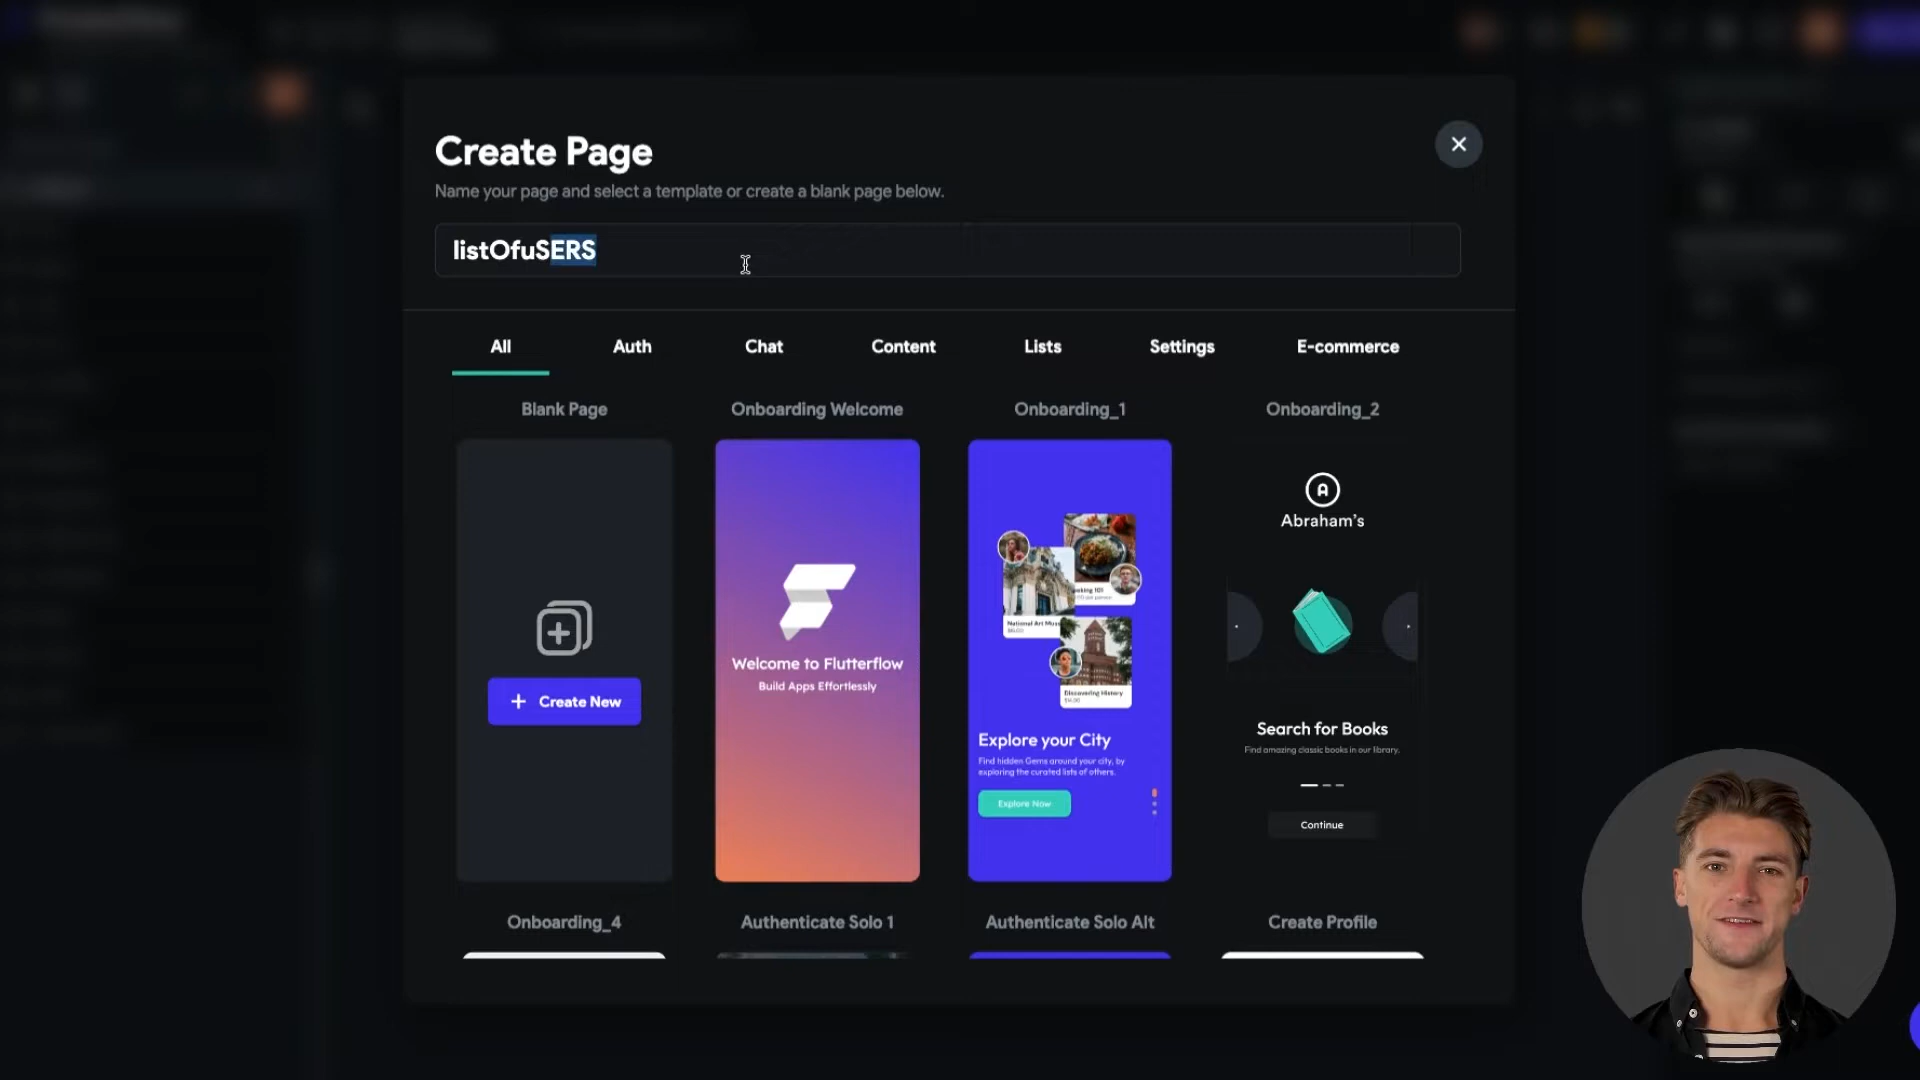 Create Page
Name your page and select a template or create a blank page below.
listOfuSERS
All Auth Chat Content Lists Settings E-commerce
Blank Page Onboarding Welcome Onboarding_1 Onboarding_2
Abraham's
Welcome to Flutterflow
Build Apps Effortlessly
Create New
Discovering History
Search for Books
Find amazing classic books in our library.
Explore your City
Find hidden Gems around your city, by
exploring the curated lists of others.
Explore Now
Continue
Onboarding_4 Authenticate Solo 1 Authenticate Solo Alt Create Profile